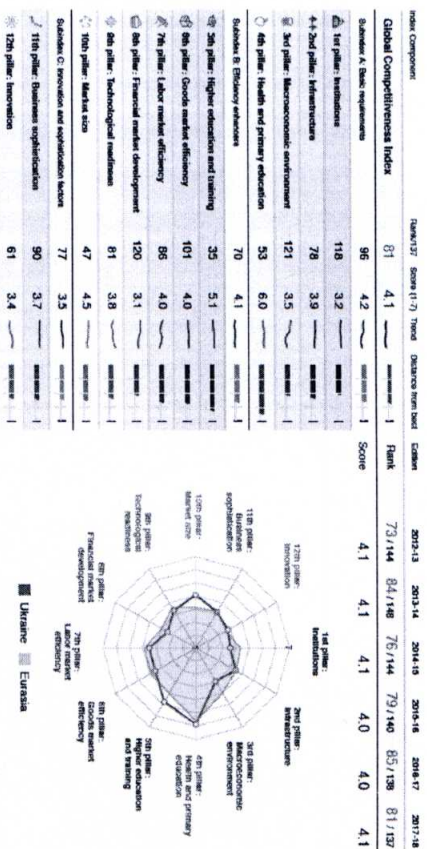 Index Component Rank/137 Score (1-7) Trend Distance from best
Global Competitiveness Index 81 4.1
Subindex A: Basic requirements 96 4.2
1st pillar: Institutions 118 3.2
2nd pillar: Infrastructure 78 3.9
3rd pillar: Macroeconomic environment 121 3.5
4th pillar: Health and primary education 53 6.0
Subindex B: Efficiency enhancers 70 4.1
5th pillar: Higher education and training 35 5.1
6th pillar: Goods market efficiency 101 4.0
7th pillar: Labor market efficiency 86 4.0
8th pillar: Financial market development 120 3.1
9th pillar: Technological readiness 81 3.8
10th pillar: Market size 47 4.5
Subindex C: Innovation and sophistication factors 77 3.5
11th pillar: Business sophistication 90 3.7
12th pillar: Innovation 61 3.4
Edition 2012-13 2013-14 2014-15 2015-16 2016-17 2017-18
Rank 73/144 84/148 76/144 79/140 85/138 81/137
Score 4.1 4.1 4.1 4.0 4.0 4.1
1st pillar:
Institutions
7
2nd pillar:
Infrastructure
3rd pillar:
Macroeconomic
environment
4th pillar:
Health and primary
education
5th pillar:
Higher education
and training
6th pillar:
Goods market
efficiency
7th pillar:
Labor market
efficiency
8th pillar:
Financial market
development
9th pillar:
Technological
readiness
10th pillar:
Market size
11th pillar:
Business
sophistication
12th pillar:
Innovation
Ukraine Eurasia